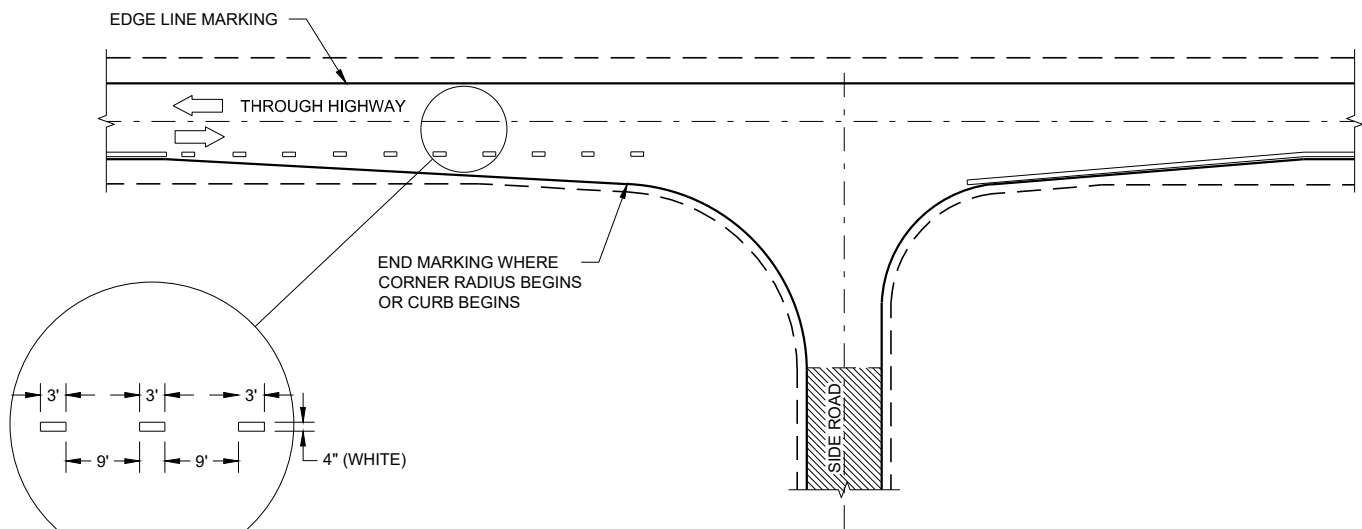 EDGE LINE MARKING
THROUGH HIGHWAY
END MARKING WHERE
CORNER RADIUS BEGINS
OR CURB BEGINS
3'
3'
3'
9'
9'
4" (WHITE)
SIDE ROAD